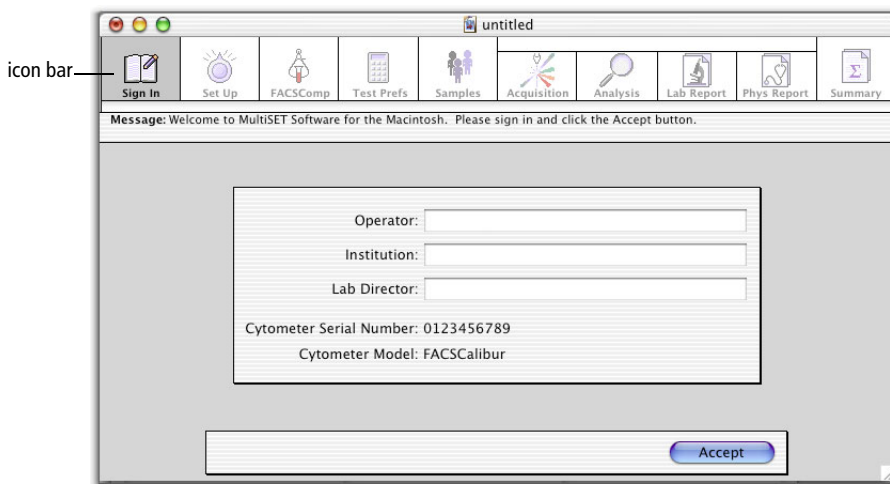 untitled
icon bar
Sign In Set Up FACSComp Test Prefs Samples Acquisition Analysis Lab Report Phys Report Summary
Message: Welcome to MultiSET Software for the Macintosh. Please sign in and click the Accept button.
Operator:
Institution:
Lab Director:
Cytometer Serial Number: 0123456789
Cytometer Model: FACSCalibur
Accept